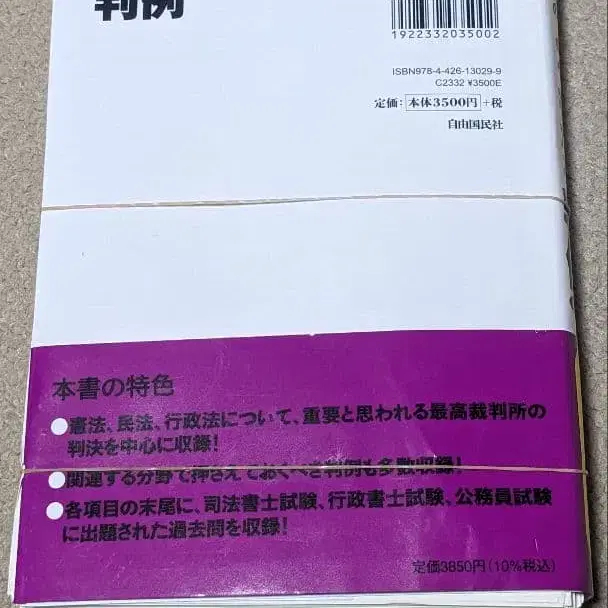 判例
1922332035002
ISBN978-4-426-13029-9
C2332 ¥3500E
定価：本体3500円+税
自由国民社
本書の特色
●憲法、民法、行政法について、重要と思われる最高裁判所の
判決を中心に収録！
●関連する分野で押さえておくべき判例も多数収録！
●各項目の末尾に、司法書士試験、行政書士試験、公務員試験
に出題された過去問を収録！
定価3850円（10％税込）